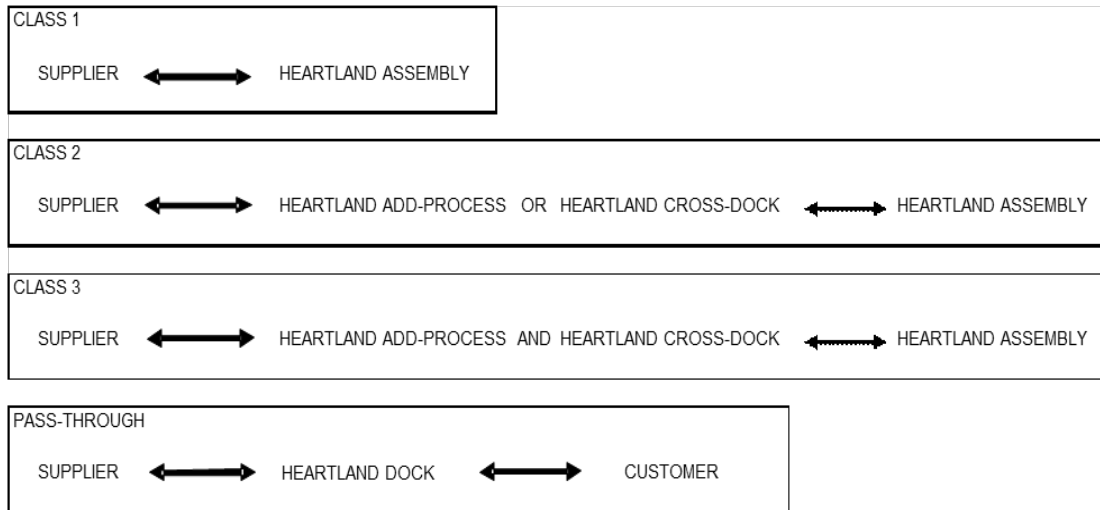 CLASS 1
SUPPLIER HEARTLAND ASSEMBLY
CLASS 2
SUPPLIER HEARTLAND ADD-PROCESS OR HEARTLAND CROSS-DOCK HEARTLAND ASSEMBLY
CLASS 3
SUPPLIER HEARTLAND ADD-PROCESS AND HEARTLAND CROSS-DOCK HEARTLAND ASSEMBLY
PASS-THROUGH
SUPPLIER HEARTLAND DOCK CUSTOMER